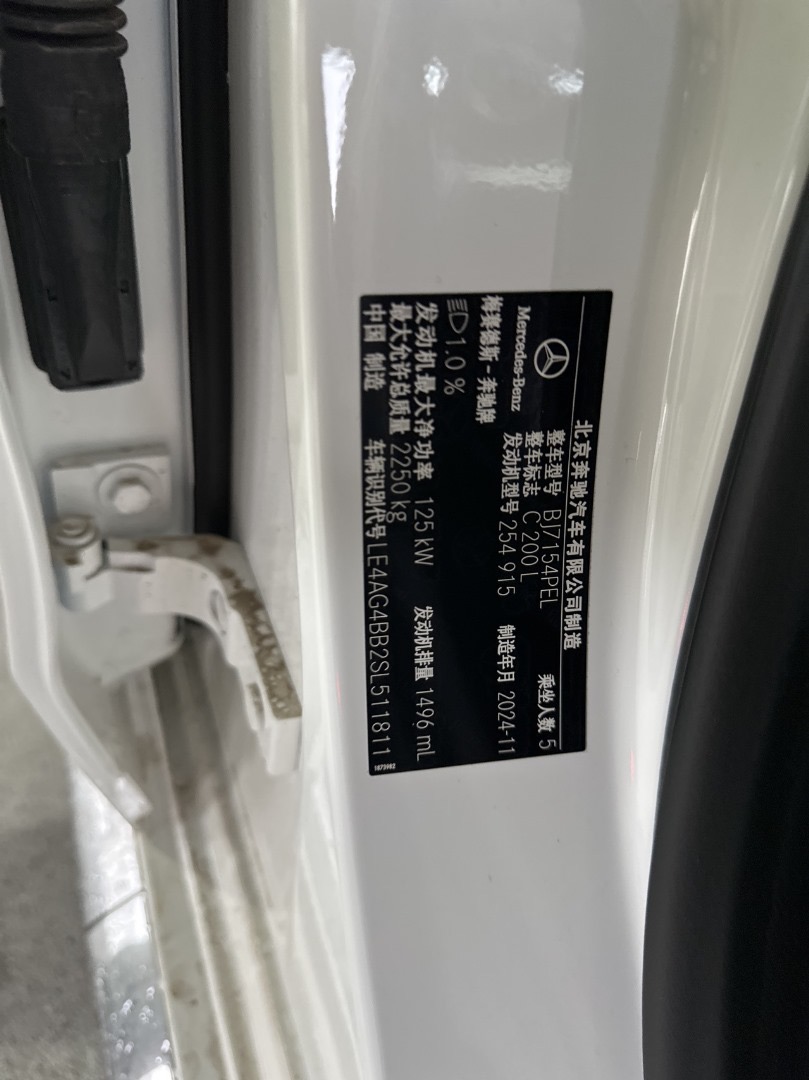 北京奔驰汽车有限公司制造
Mercedes-Benz
梅赛德斯-奔驰牌
整车型号 BJ7154PEL
整车标志 C 200 L
乘坐人数 5
发动机型号 254 915
制造年月 2024-11
1.0 %
发动机最大净功率 125 kW
发动机排量 1496 mL
最大允许总质量 2250 kg
中国 制造
车辆识别代号 LE4AG4BB2SL511811
1673982